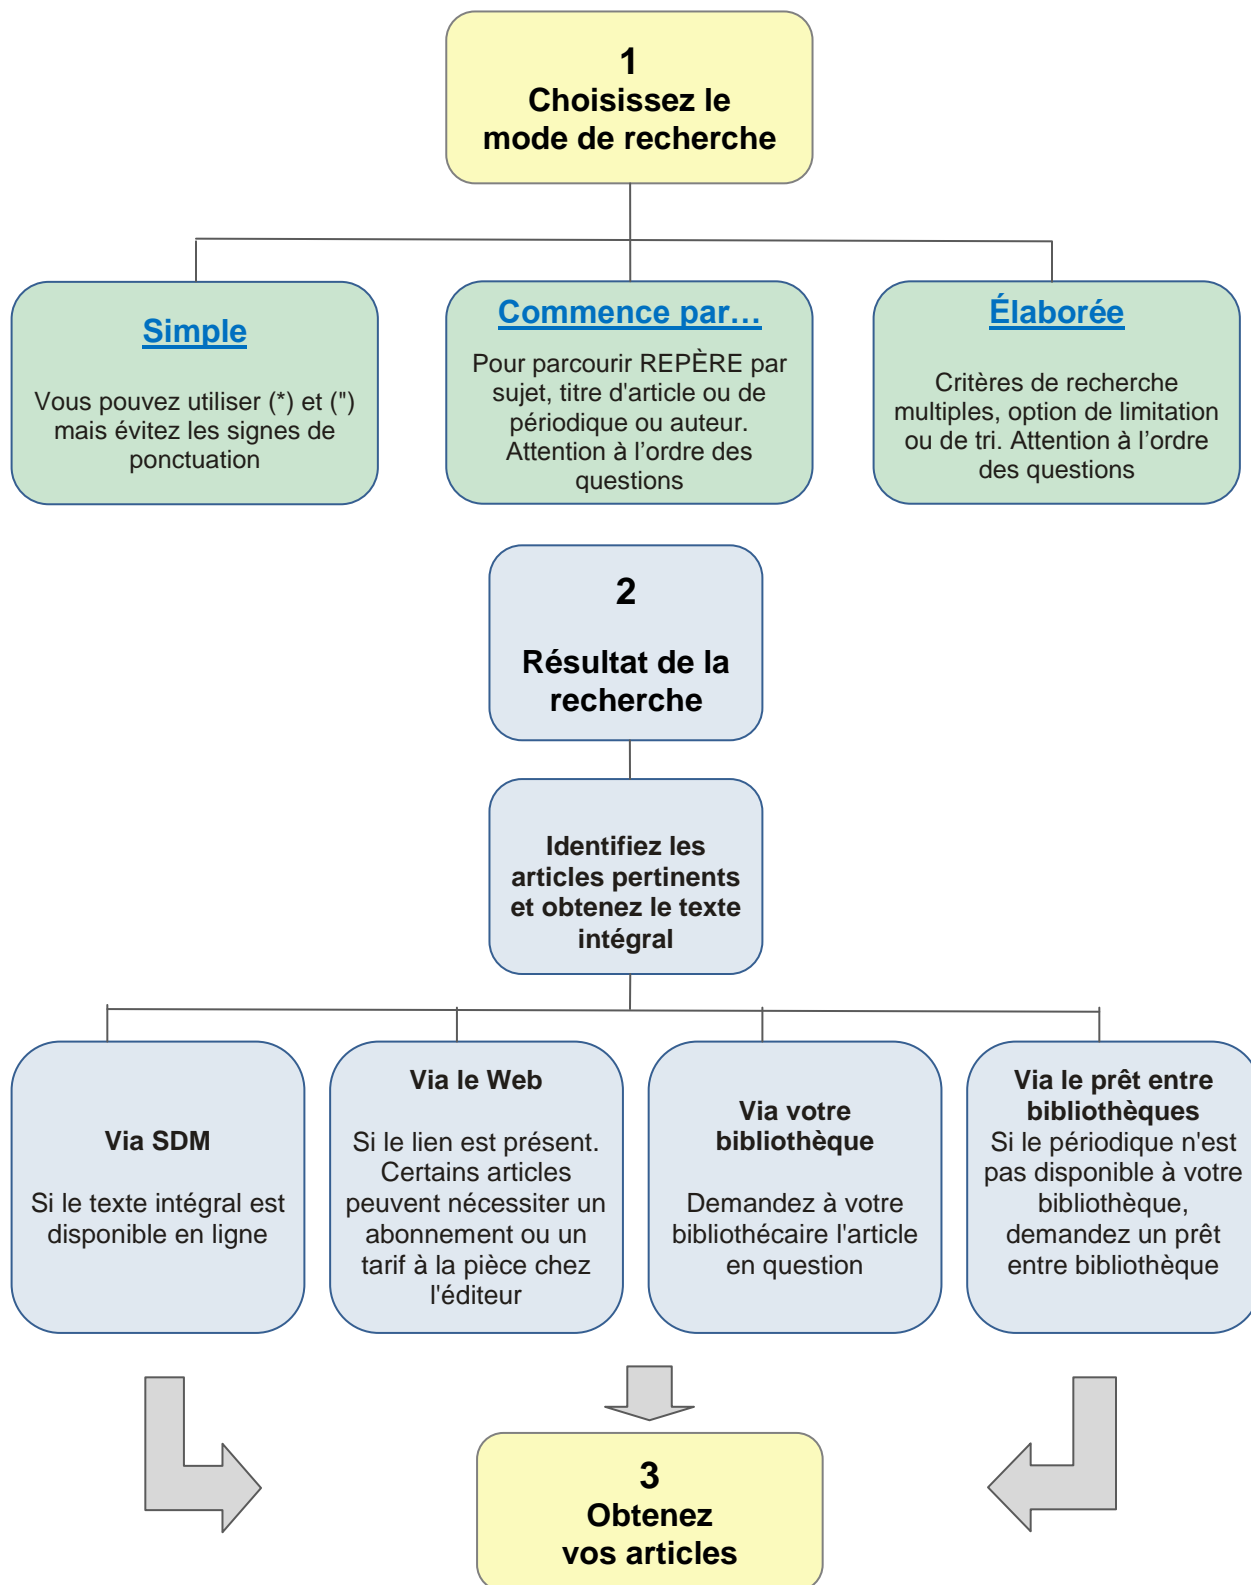 1
Choisissez le
mode de recherche
Simple
Vous pouvez utiliser (*) et (")
mais évitez les signes de
ponctuation
Commence par…
Pour parcourir REPÈRE par
sujet, titre d'article ou de
périodique ou auteur.
Attention à l’ordre des
questions
Élaborée
Critères de recherche
multiples, option de limitation
ou de tri. Attention à l’ordre
des questions
2
Résultat de la
recherche
Identifiez les
articles pertinents
et obtenez le texte
intégral
Via SDM
Si le texte intégral est
disponible en ligne
Via le Web
Si le lien est présent.
Certains articles
peuvent nécessiter un
abonnement ou un
tarif à la pièce chez
l'éditeur
Via votre
bibliothèque
Demandez à votre
bibliothécaire l'article
en question
Via le prêt entre
bibliothèques
Si le périodique n'est
pas disponible à votre
bibliothèque,
demandez un prêt
entre bibliothèque
3
Obtenez
vos articles